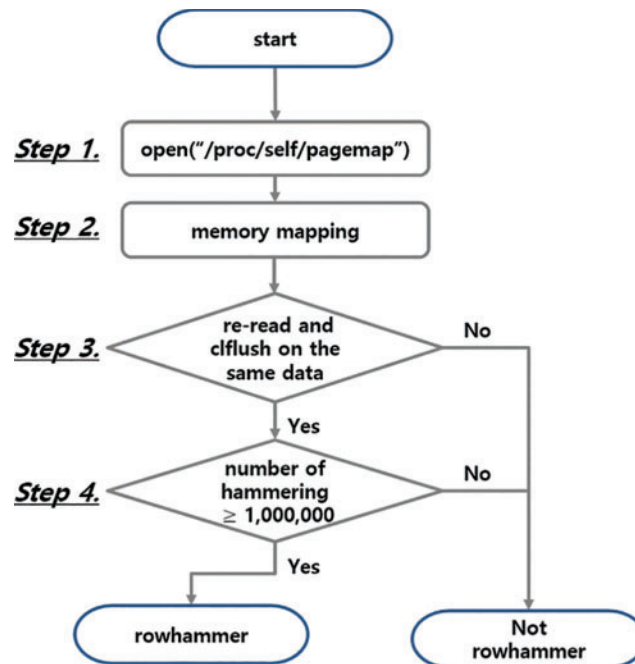 start
Step 1.
open("/proc/self/pagemap")
Step 2.
memory mapping
Step 3.
re-read and
clflush on the
same data
No
Yes
Step 4.
number of
hammering
≥ 1,000,000
No
Yes
rowhammer
Not
rowhammer